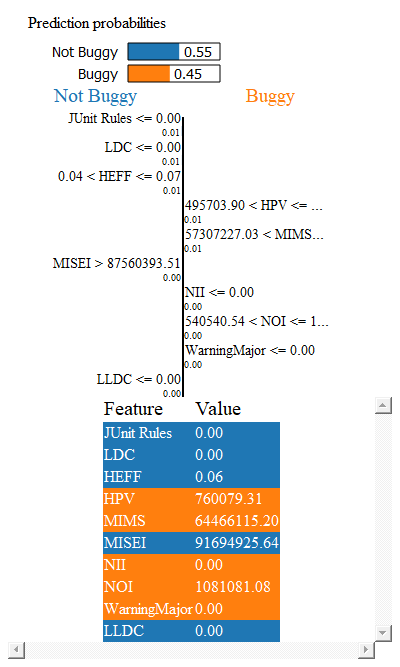 Prediction probabilities
Not Buggy 0.55
Buggy 0.45
Not Buggy Buggy
JUnit Rules <= 0.00
0.01
LDC <= 0.00
0.01
0.04 < HEFF <= 0.07
0.01
495703.90 < HPV <= ...
0.01
57307227.03 < MIMS...
0.01
MISEI > 87560393.51
0.00
NII <= 0.00
0.00
540540.54 < NOI <= 1...
0.00
WarningMajor <= 0.00
0.00
LLDC <= 0.00
0.00
Feature Value
JUnit Rules 0.00
LDC 0.00
HEFF 0.06
HPV 760079.31
MIMS 64466115.20
MISEI 91694925.64
NII 0.00
NOI 1081081.08
WarningMajor 0.00
LLDC 0.00